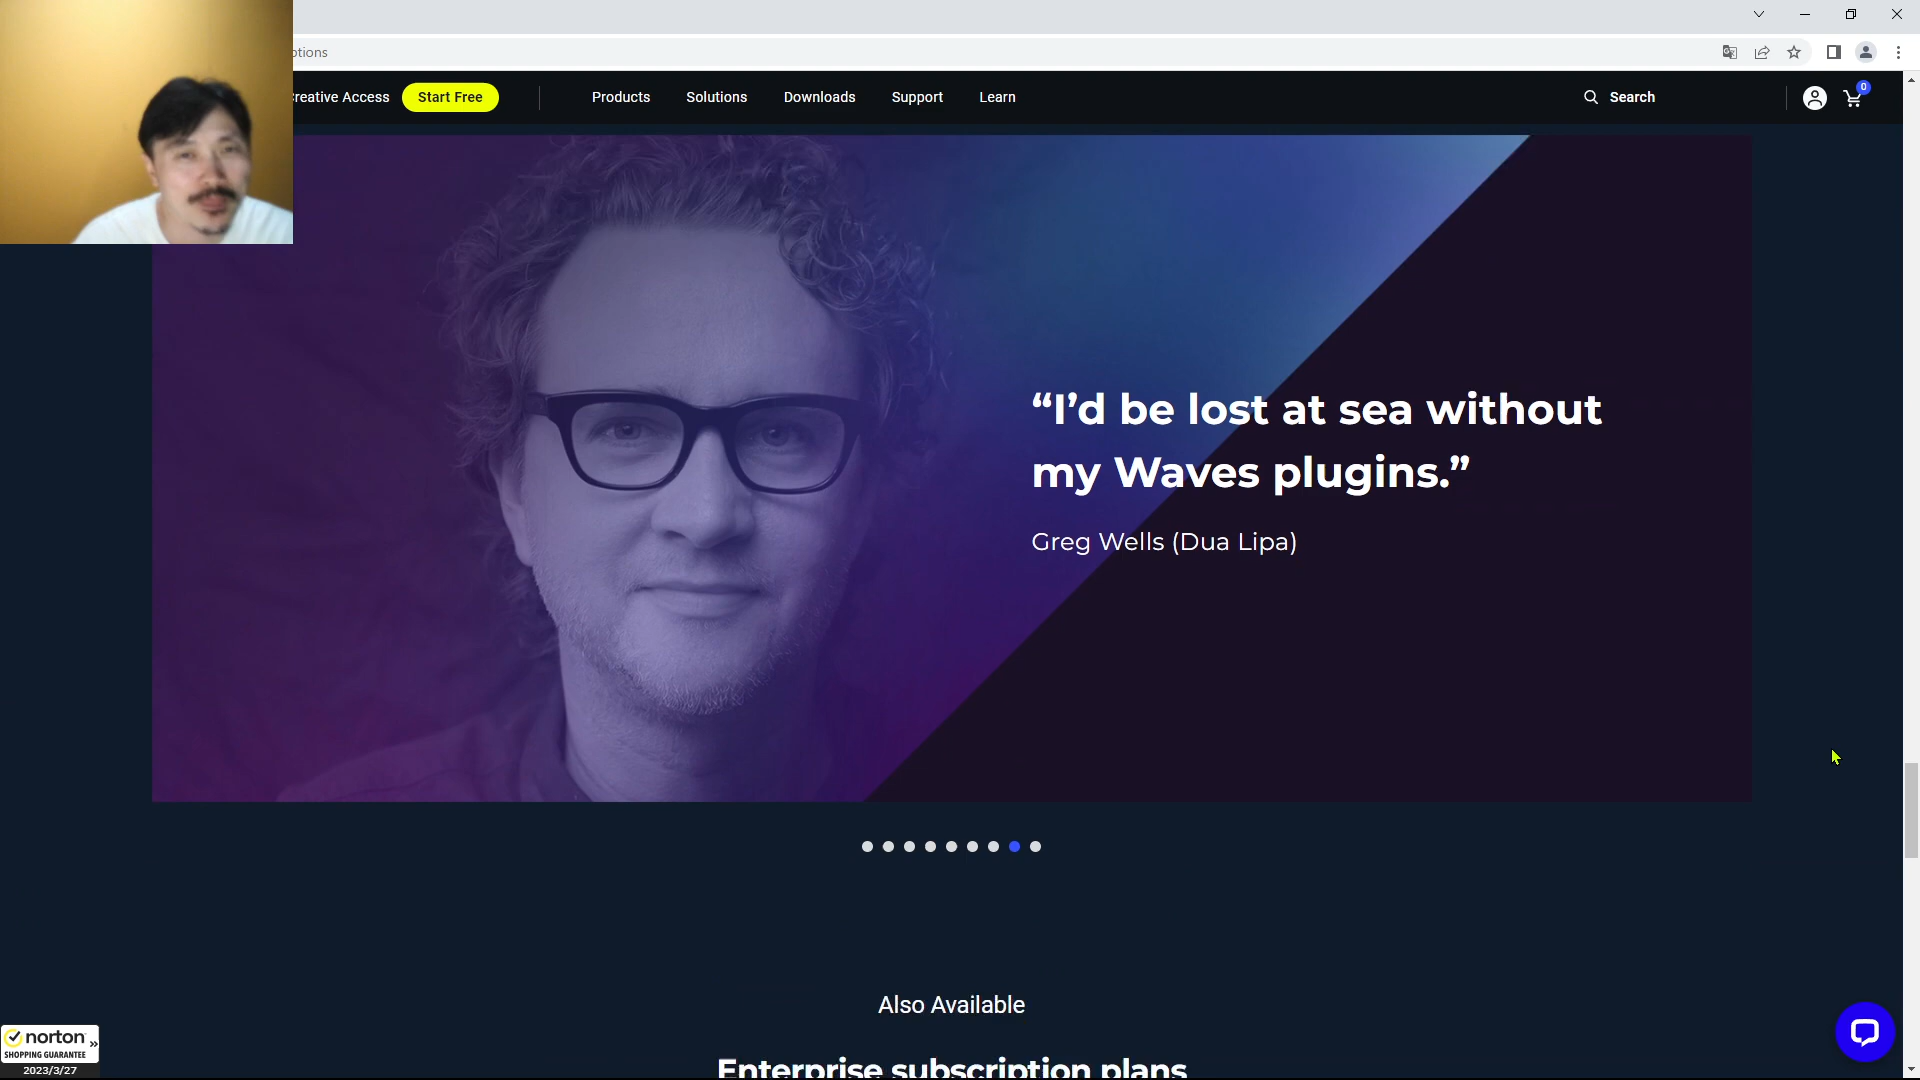 ptions
reative Access
Start Free
Products
Solutions
Downloads
Support
Learn
Search
0
“I’d be lost at sea without
my Waves plugins.”
Greg Wells (Dua Lipa)
Also Available
Enterprise subscription plans
norton
SHOPPING GUARANTEE
2023/3/27